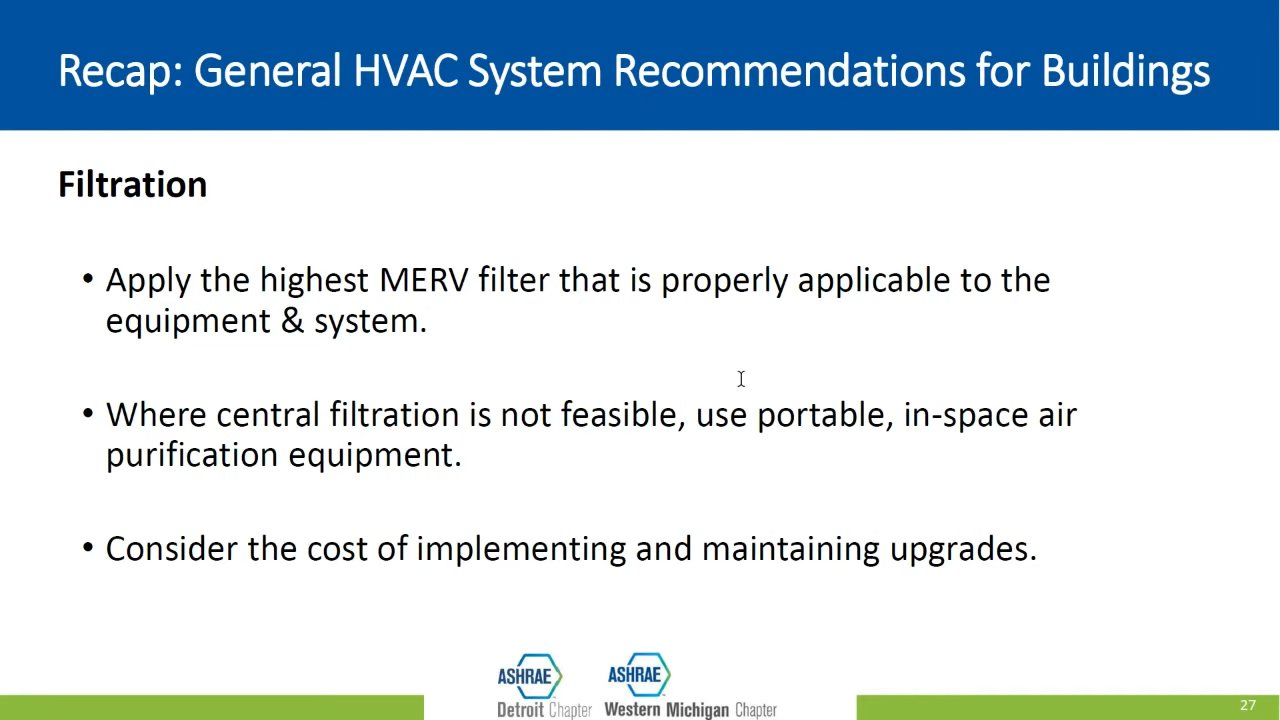 Recap: General HVAC System Recommendations for Buildings
Filtration
• Apply the highest MERV filter that is properly applicable to the
equipment & system.
• Where central filtration is not feasible, use portable, in-space air
purification equipment.
• Consider the cost of implementing and maintaining upgrades.
ASHRAE ASHRAE
Detroit Chapter Western Michigan Chapter
27